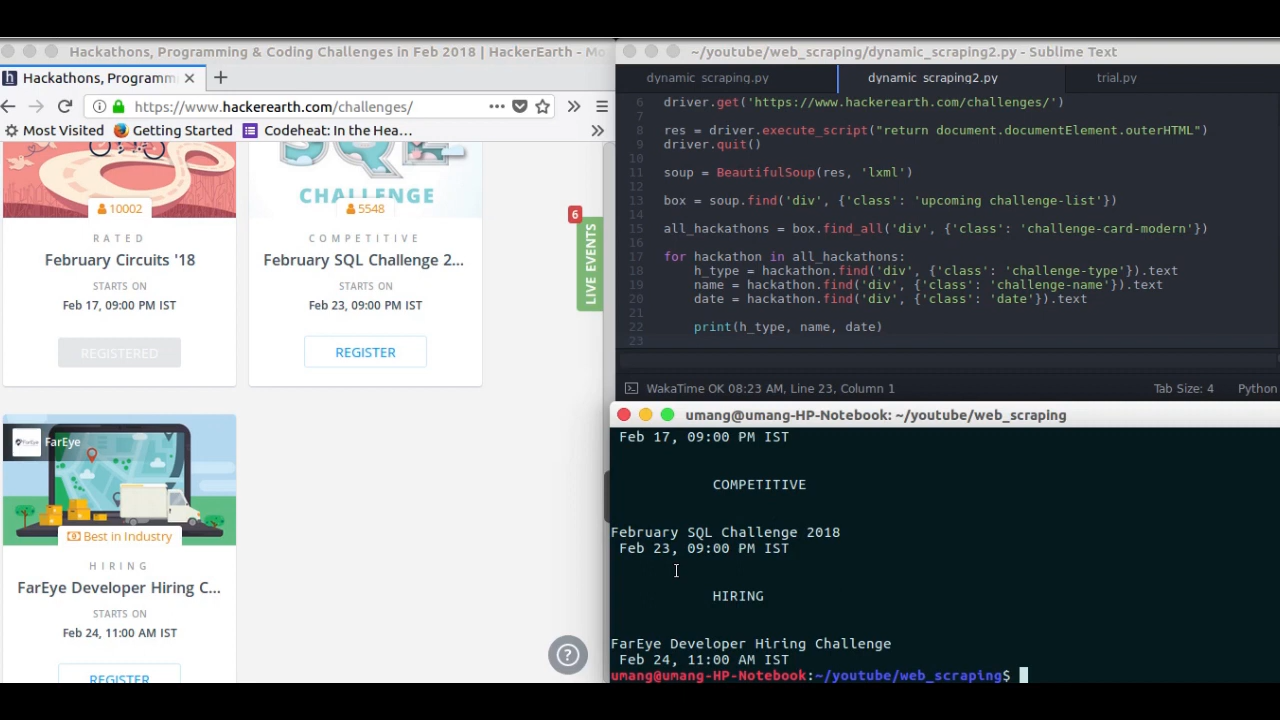 Hackathons, Programming & Coding Challenges in Feb 2018 | HackerEarth - Mo
Hackathons, Programm
https://www.hackerearth.com/challenges/
Most Visited Getting Started Codeheat: In the Hea...
SQL
CHALLENGE
10002
5548
RATED
COMPETITIVE
February Circuits '18
February SQL Challenge 2...
STARTS ON
STARTS ON
Feb 17, 09:00 PM IST
Feb 23, 09:00 PM IST
REGISTERED
REGISTER
6
LIVE EVENTS
FarEye
FarEye
Best in Industry
HIRING
FarEye Developer Hiring C...
STARTS ON
Feb 24, 11:00 AM IST
REGISTER
?
~/youtube/web_scraping/dynamic_scraping2.py - Sublime Text
dynamic scraping.py
dynamic scraping2.py
trial.py
6 driver.get('https://www.hackerearth.com/challenges/')
7
8 res = driver.execute_script("return document.documentElement.outerHTML")
9 driver.quit()
10
11 soup = BeautifulSoup(res, 'lxml')
12
13 box = soup.find('div', {'class': 'upcoming challenge-list'})
14
15 all_hackathons = box.find_all('div', {'class': 'challenge-card-modern'})
16
17 for hackathon in all_hackathons:
18 h_type = hackathon.find('div', {'class': 'challenge-type'}).text
19 name = hackathon.find('div', {'class': 'challenge-name'}).text
20 date = hackathon.find('div', {'class': 'date'}).text
21
22 print(h_type, name, date)
23
WakaTime OK 08:23 AM, Line 23, Column 1
Tab Size: 4
Python
umang@umang-HP-Notebook: ~/youtube/web_scraping
Feb 17, 09:00 PM IST
COMPETITIVE
February SQL Challenge 2018
Feb 23, 09:00 PM IST
HIRING
FarEye Developer Hiring Challenge
Feb 24, 11:00 AM IST
umang@umang-HP-Notebook:~/youtube/web_scraping$